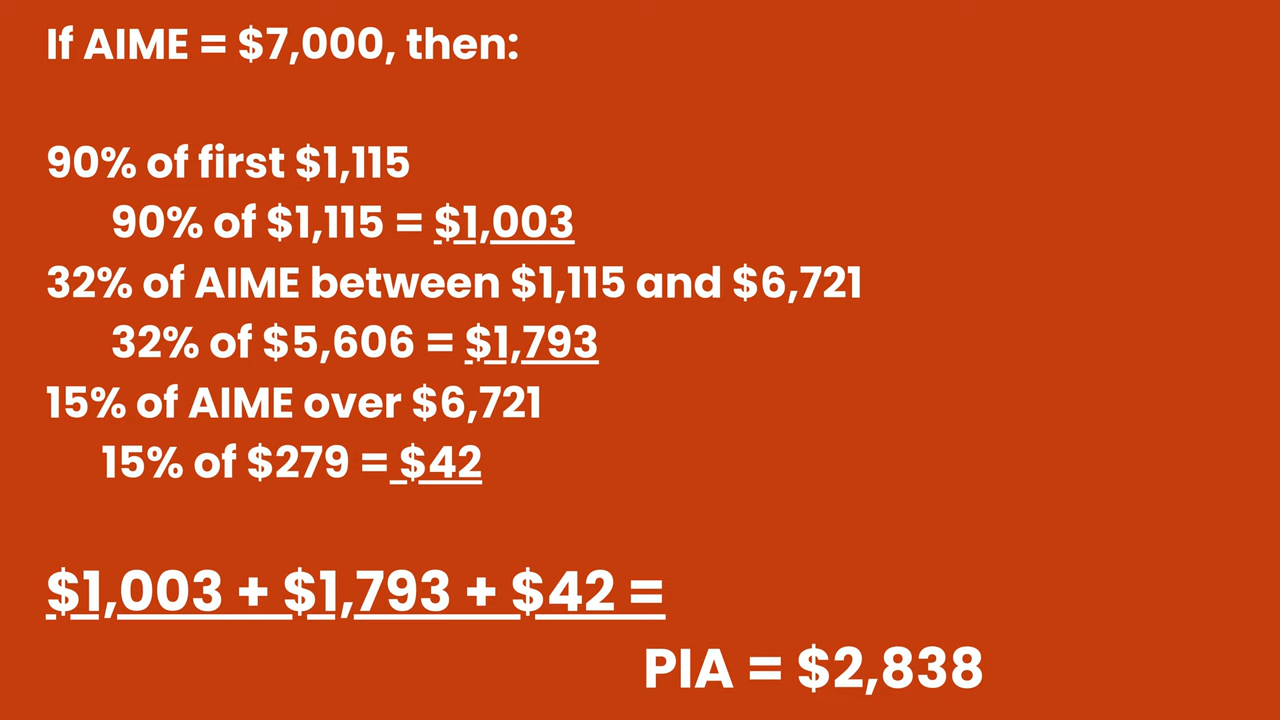 If AIME = $7,000, then:
90% of first $1,115
90% of $1,115 = $1,003
32% of AIME between $1,115 and $6,721
32% of $5,606 = $1,793
15% of AIME over $6,721
15% of $279 = $42
$1,003 + $1,793 + $42 =
PIA = $2,838